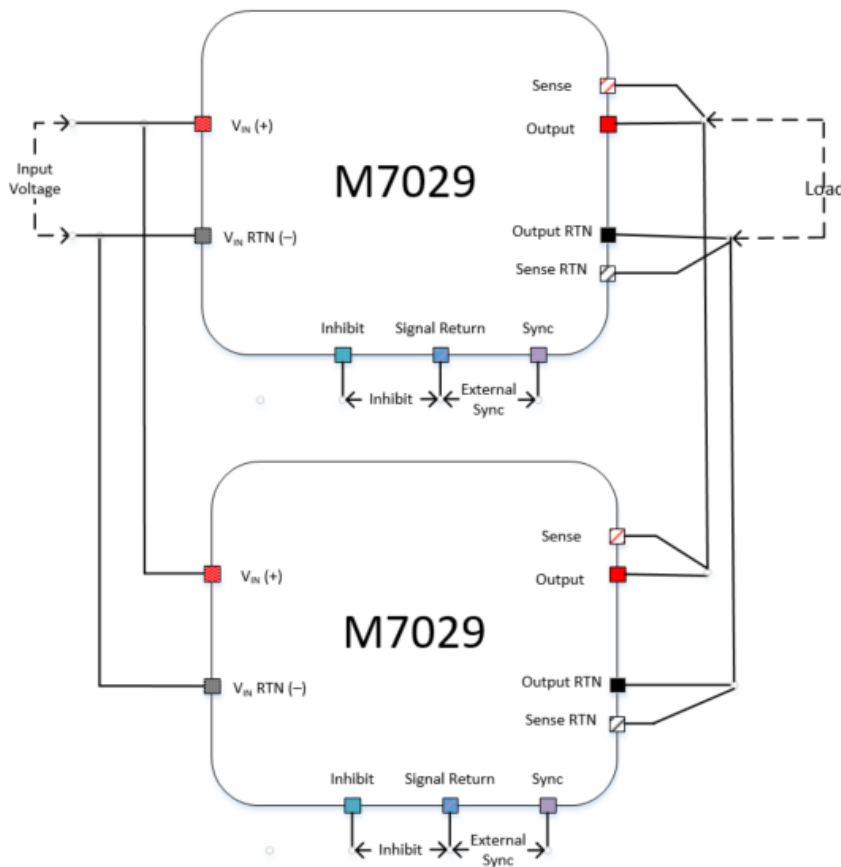 Sense
V_IN (+)
Output
Input
Voltage
M7029
Load
V_IN RTN (–)
Output RTN
Sense RTN
Inhibit
Signal Return
Sync
Inhibit
External
Sync
Sense
V_IN (+)
Output
M7029
V_IN RTN (–)
Output RTN
Sense RTN
Inhibit
Signal Return
Sync
Inhibit
External
Sync